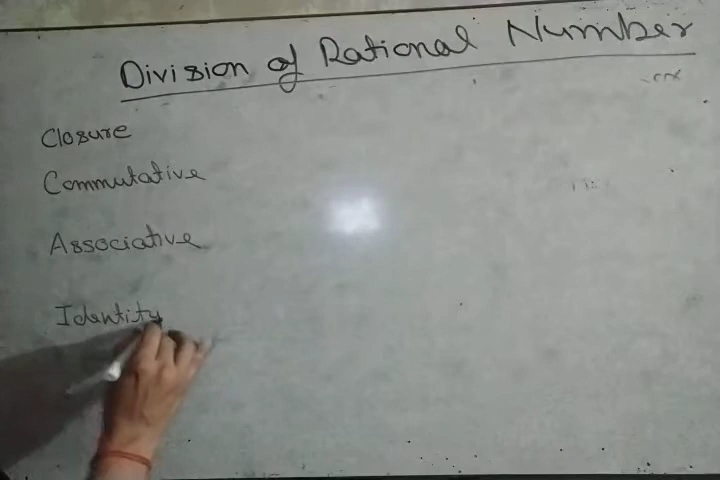 Division of Rational Number
Closure
Commutative
Associative
Identity